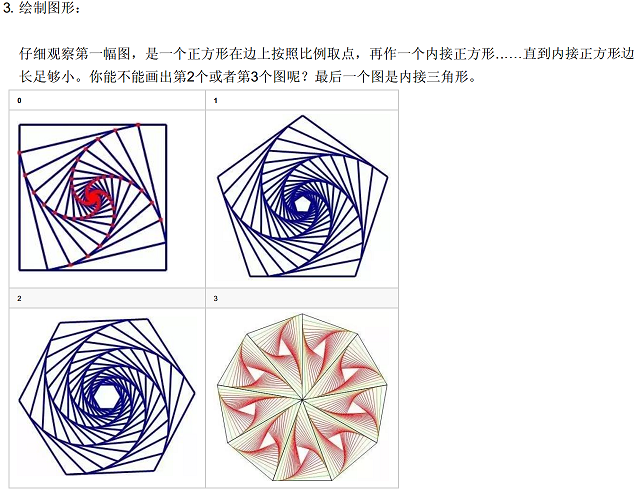 3. 绘制图形：
仔细观察第一幅图，是一个正方形在边上按照比例取点，再作一个内接正方形……直到内接正方形边
长足够小。你能不能画出第2个或者第3个图呢？最后一个图是内接三角形。
0 1
2 3